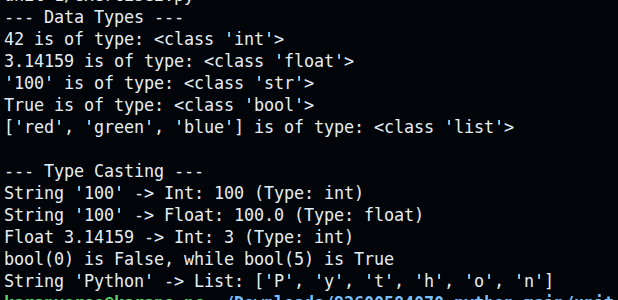 --- Data Types ---
42 is of type: <class 'int'>
3.14159 is of type: <class 'float'>
'100' is of type: <class 'str'>
True is of type: <class 'bool'>
['red', 'green', 'blue'] is of type: <class 'list'>
--- Type Casting ---
String '100' -> Int: 100 (Type: int)
String '100' -> Float: 100.0 (Type: float)
Float 3.14159 -> Int: 3 (Type: int)
bool(0) is False, while bool(5) is True
String 'Python' -> List: ['P', 'y', 't', 'h', 'o', 'n']